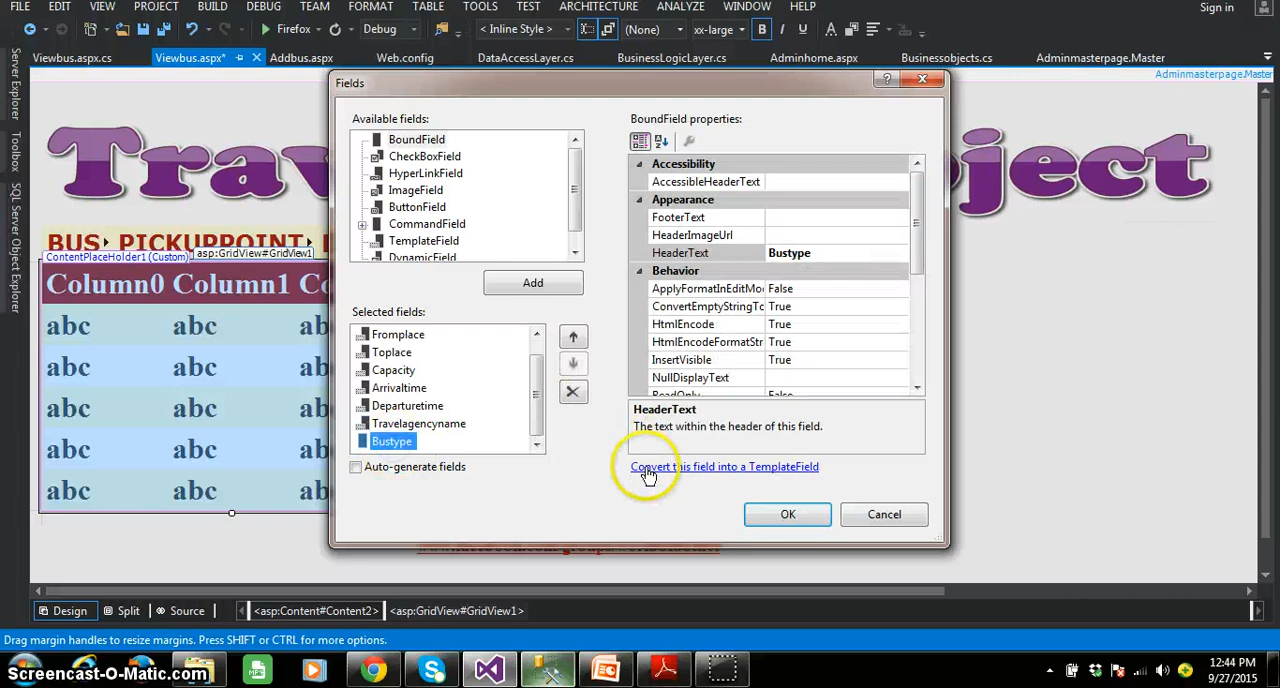 FILE EDIT VIEW PROJECT BUILD DEBUG TEAM FORMAT TABLE TOOLS TEST ARCHITECTURE ANALYZE WINDOW HELP Sign in
Firefox Debug < Inline Style > (None) xx-large B I U
Viewbus.aspx.cs Viewbus.aspx* Addbus.aspx Web.config DataAccessLayer.cs BusinessLogicLayer.cs Adminhome.aspx Businessobjects.cs Adminmasterpage.Master
Adminmasterpage.Master
Server Explorer
Toolbox
SQL Server Object Explorer
Fields
Available fields:
BoundField
CheckBoxField
HyperLinkField
ImageField
ButtonField
CommandField
TemplateField
DynamicField
Add
Selected fields:
Fromplace
Toplace
Capacity
Arrivaltime
Departuretime
Travelagencyname
Bustype
Auto-generate fields
BoundField properties:
Accessibility
AccessibleHeaderText
Appearance
FooterText
HeaderImageUrl
HeaderText Bustype
Behavior
ApplyFormatInEditMo False
ConvertEmptyStringTo True
HtmlEncode True
HtmlEncodeFormatStr True
InsertVisible True
NullDisplayText
ReadOnly False
HeaderText
The text within the header of this field.
Convert this field into a TemplateField
OK Cancel
BUS PICKUPPOINT
ContentPlaceHolder1 (Custom) asp:GridView#GridView1
Column0 Column1 Co
abc abc abc
abc abc abc
abc abc abc
abc abc abc
abc abc abc
Design Split Source <asp:Content#Content2> <asp:GridView#GridView1>
Drag margin handles to resize margins. Press SHIFT or CTRL for more options.
Screencast-O-Matic.com
12:44 PM
9/27/2015